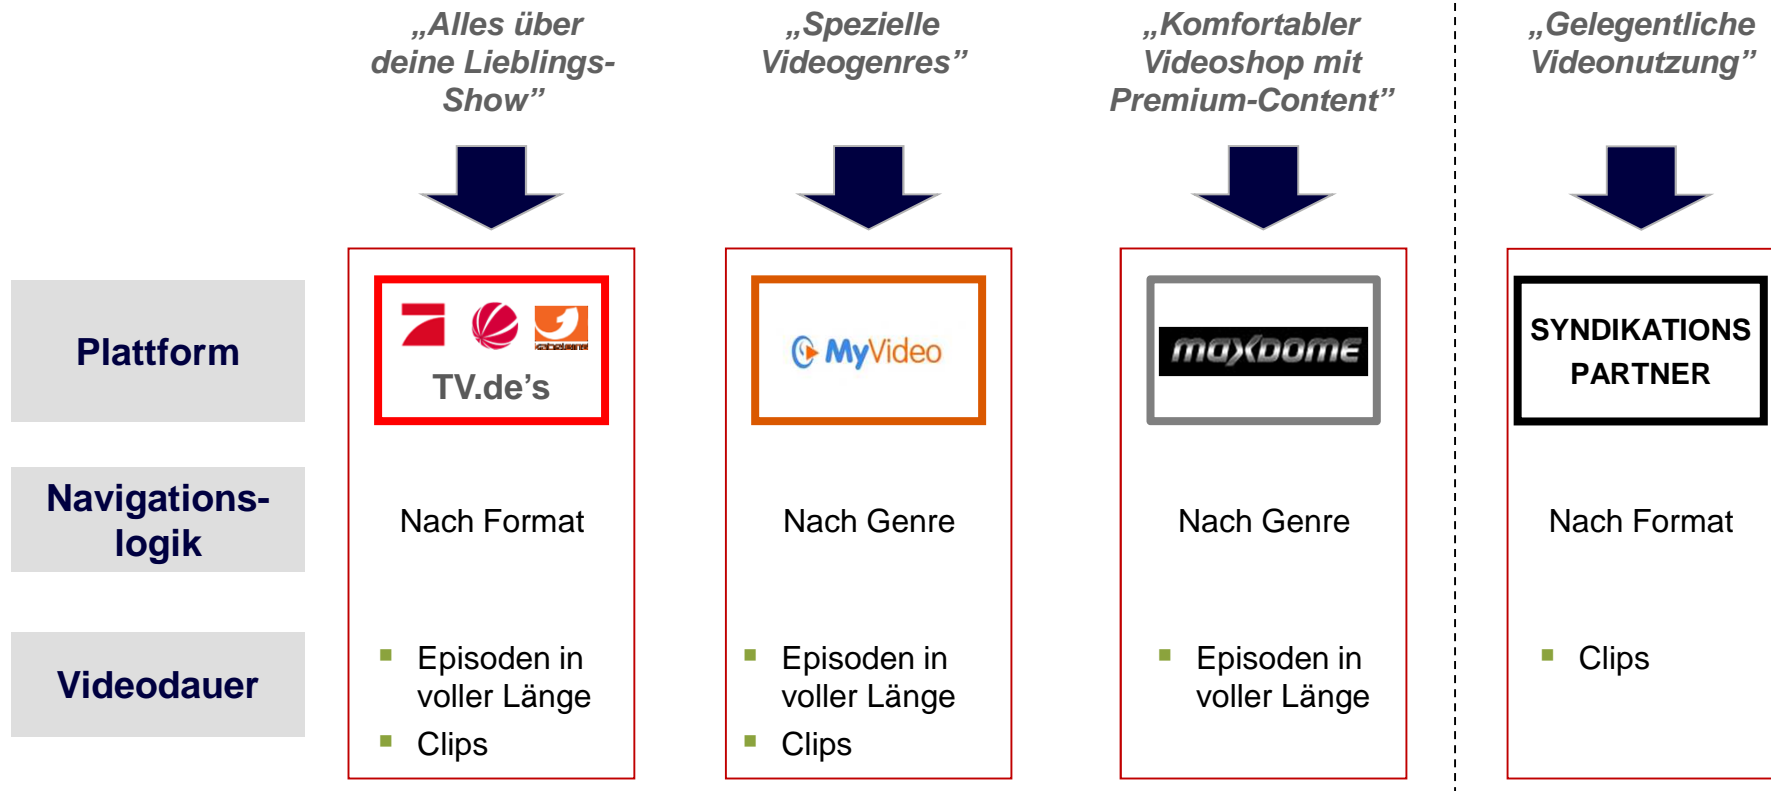 „Alles über
deine Lieblings-
Show”
„Spezielle
Videogenres”
„Komfortabler
Videoshop mit
Premium-Content”
„Gelegentliche
Videonutzung”
Plattform
kabel eins
TV.de’s
MyVideo
maxdome
SYNDIKATIONS
PARTNER
Navigations-
logik
Nach Format
Nach Genre
Nach Genre
Nach Format
Videodauer
Episoden in
voller Länge
Clips
Episoden in
voller Länge
Clips
Episoden in
voller Länge
Clips